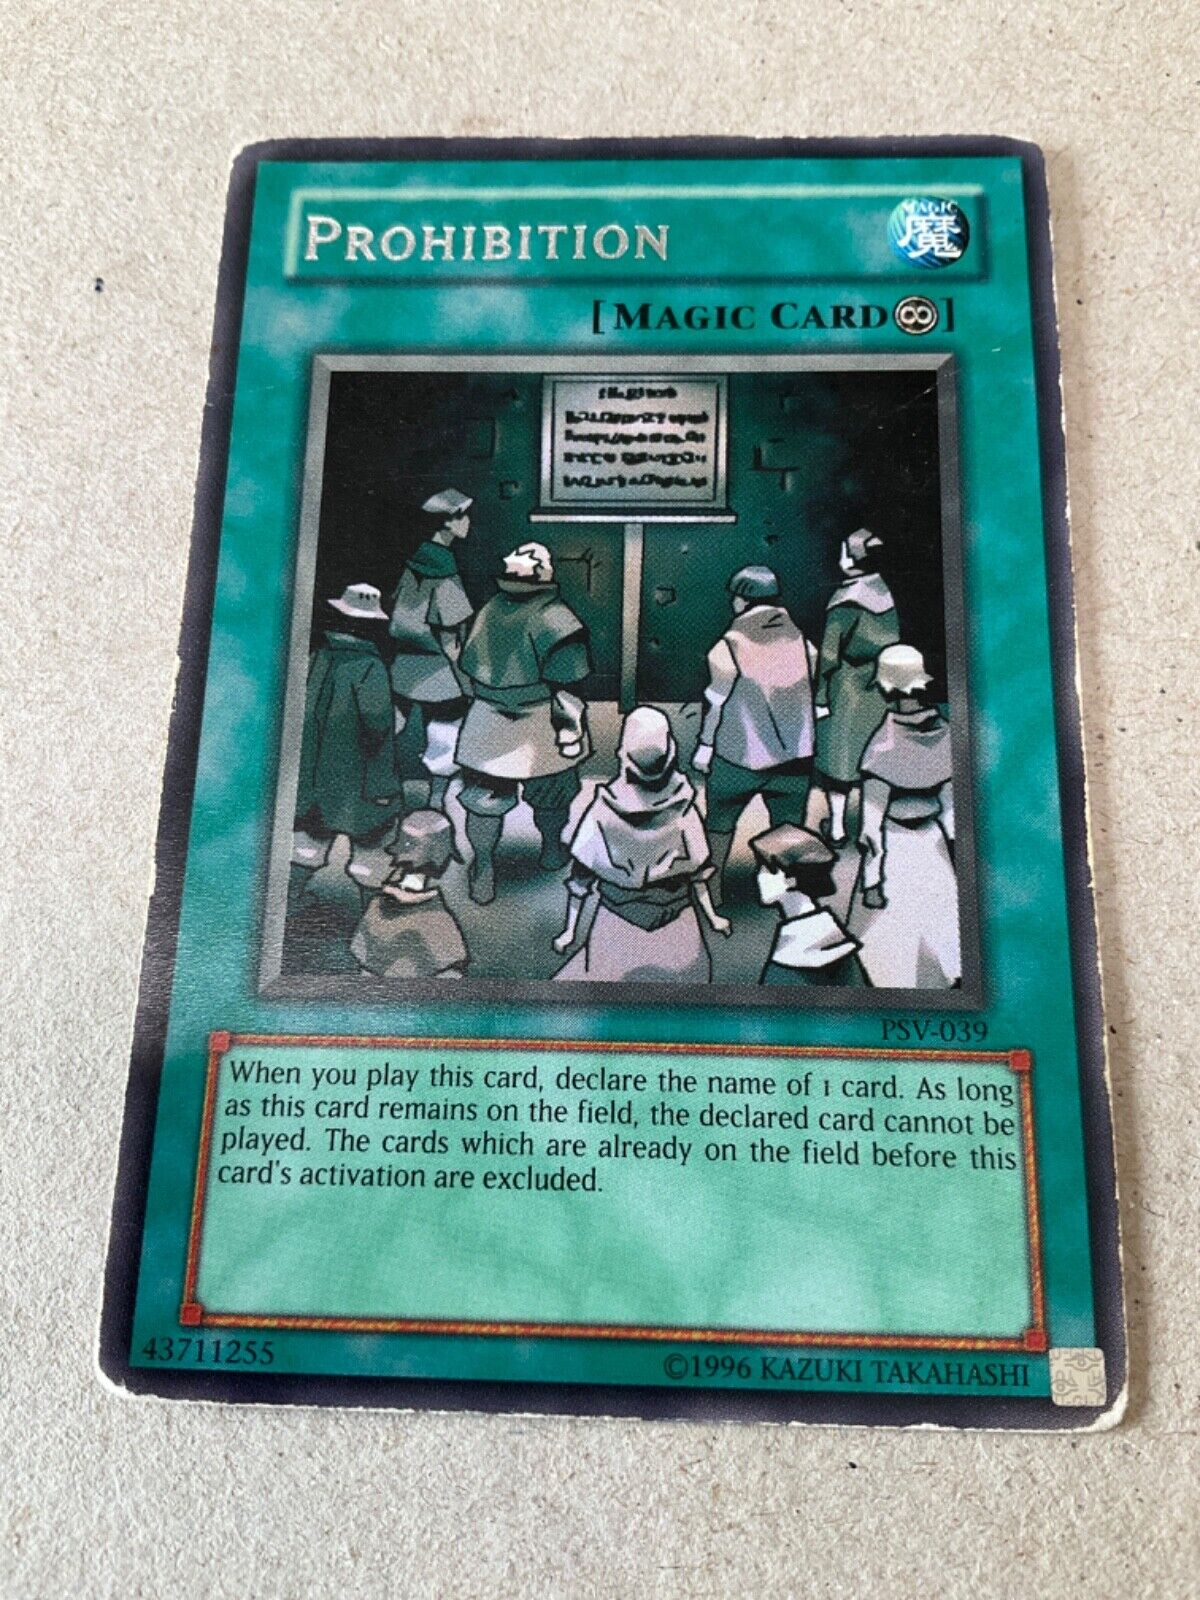 PROHIBITION
MAGIC
魔
[MAGIC CARD∞]
PSV-039
When you play this card, declare the name of 1 card. As long
as this card remains on the field, the declared card cannot be
played. The cards which are already on the field before this
card's activation are excluded.
43711255
©1996 KAZUKI TAKAHASHI